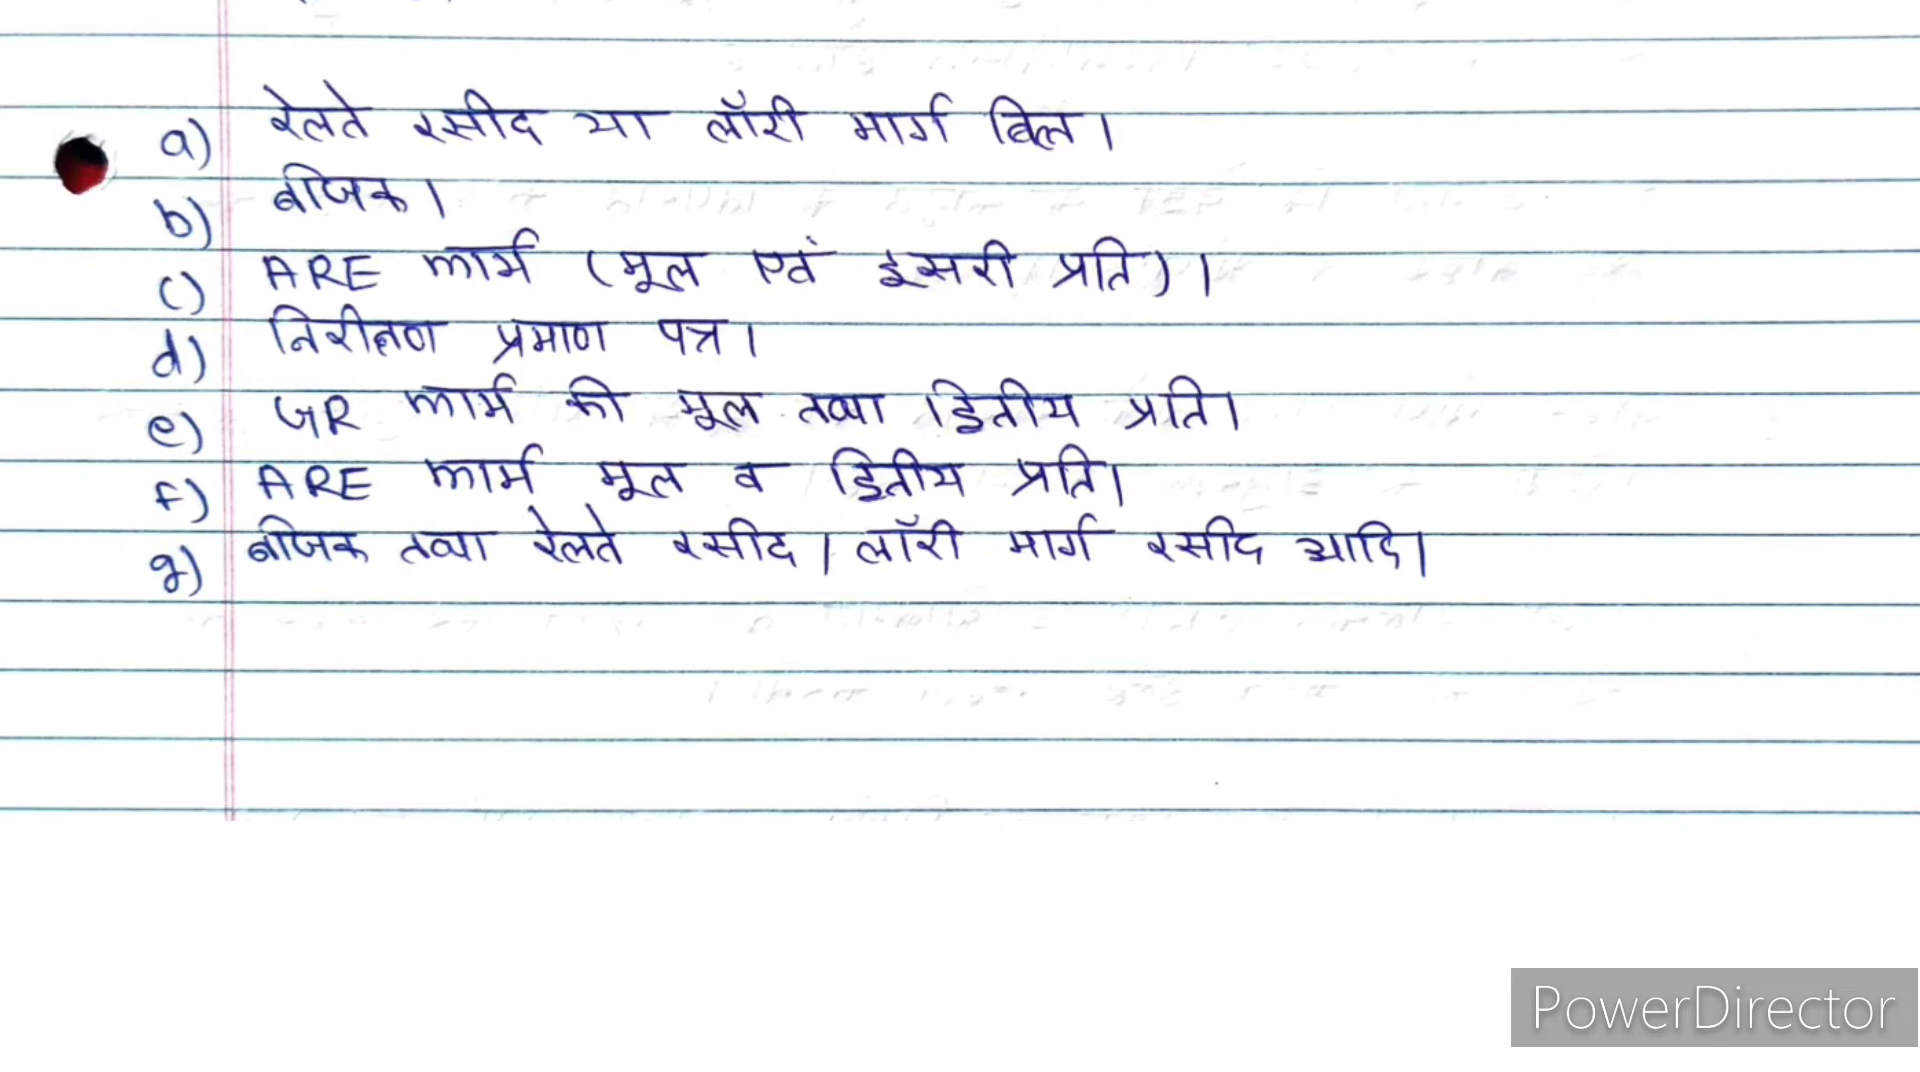 a) रेलवे रसीद या लॉरी मार्ग बिल।
b) बीजक।
c) ARE फार्म (मूल एवं दूसरी प्रति)।
d) निरीक्षण प्रमाण पत्र।
e) GR फार्म की मूल तथा द्वितीय प्रति।
f) ARE फार्म मूल व द्वितीय प्रति।
g) बीजक तथा रेलवे रसीद / लॉरी मार्ग रसीद आदि।
PowerDirector